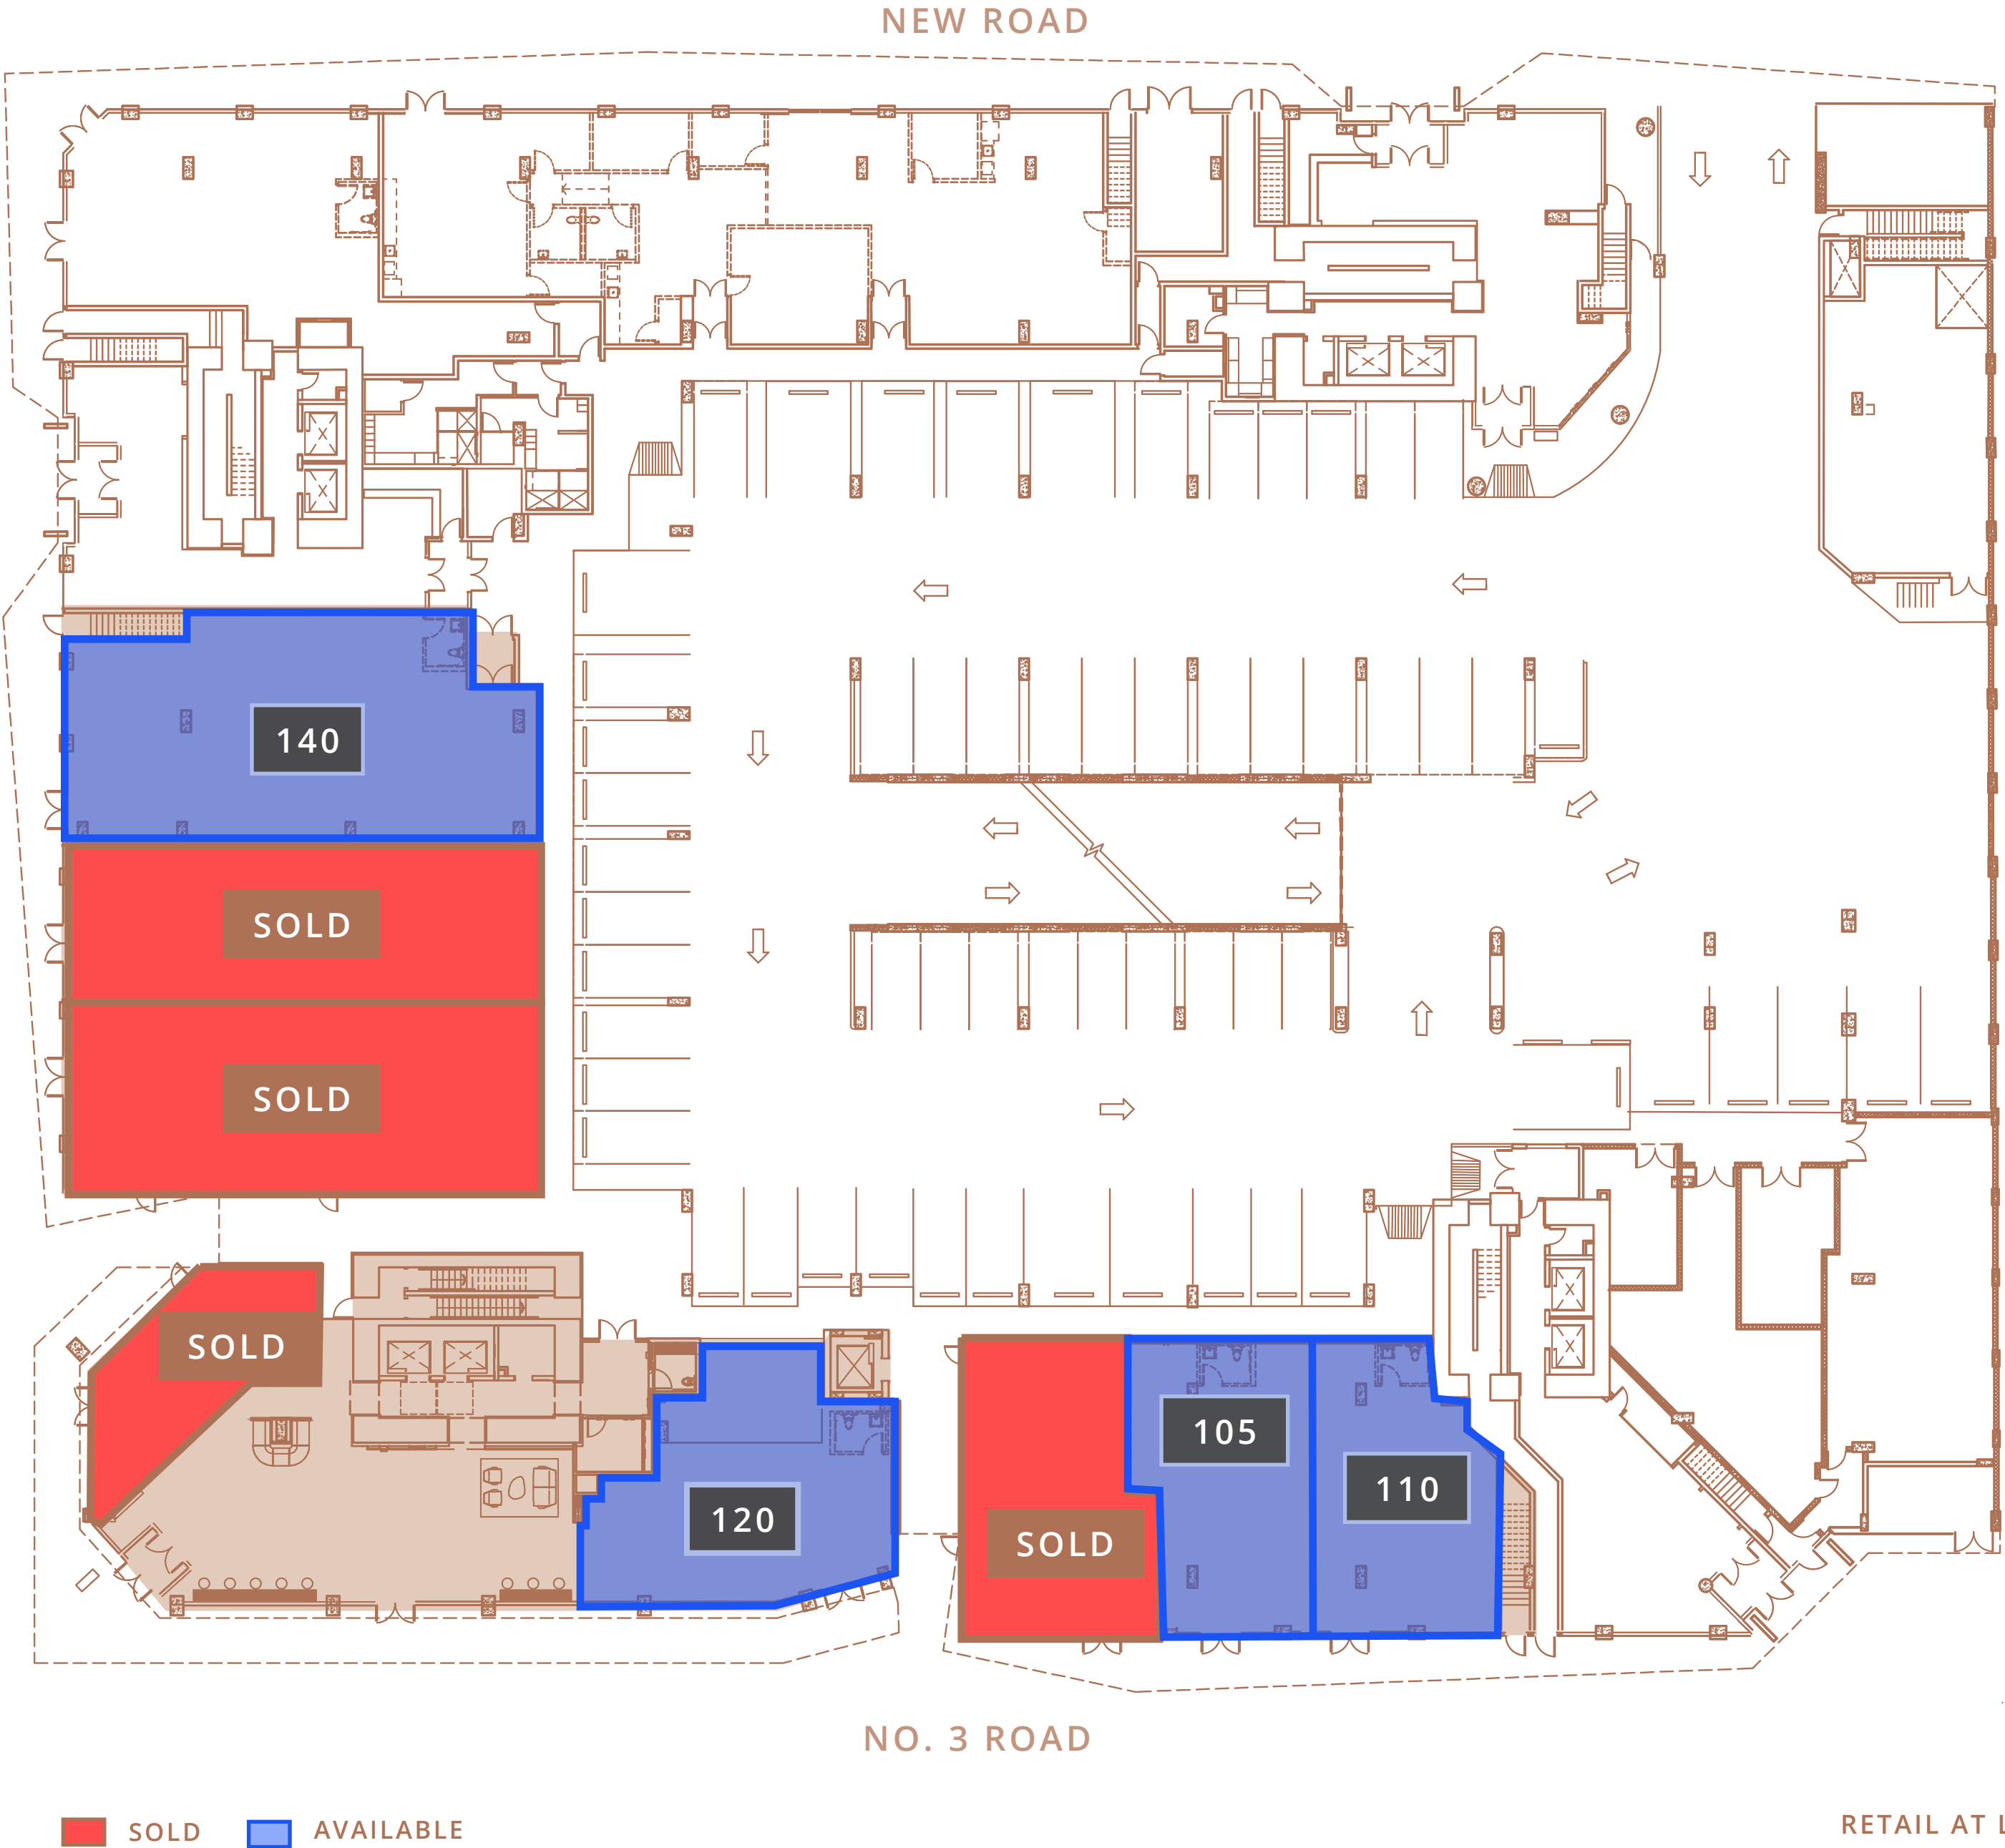 NEW ROAD
140
SOLD
SOLD
SOLD
105
110
120
SOLD
NO. 3 ROAD
SOLD
AVAILABLE
RETAIL AT L